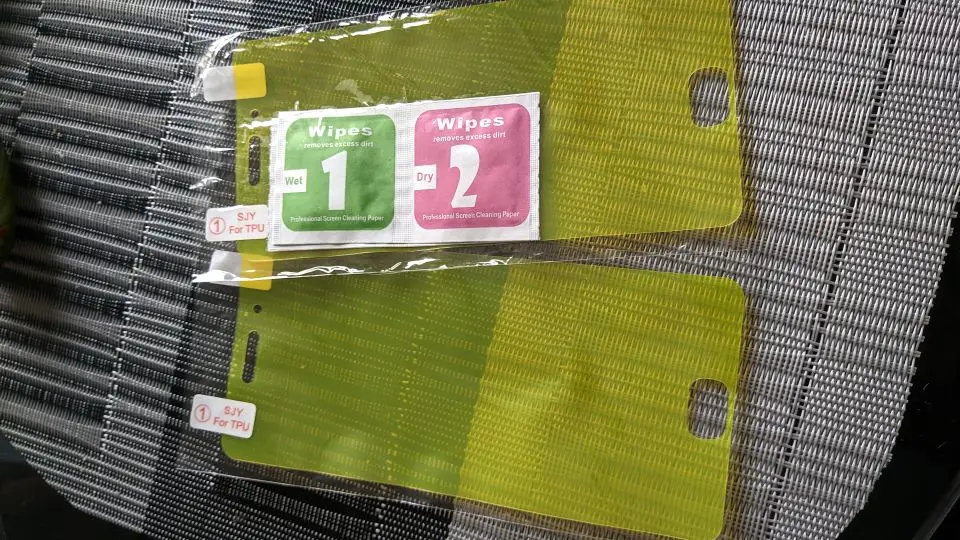 Wipes
removes excess dirt
1
Wet
Professional Screen Cleaning Paper
Wipes
removes excess dirt
2
Dry
Professional Screen Cleaning Paper
① SJY
For TPU
① SJY
For TPU